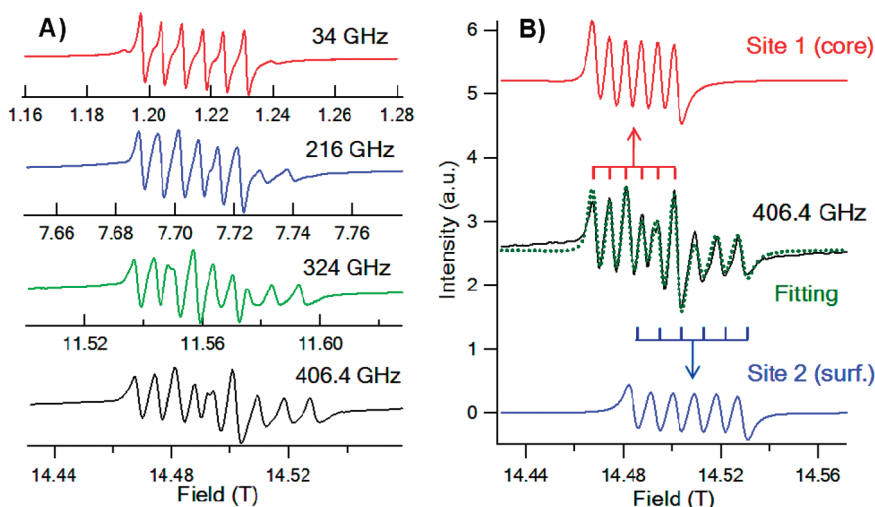 A)
34 GHz
1.16 1.18 1.20 1.22 1.24 1.26 1.28
216 GHz
7.66 7.68 7.70 7.72 7.74 7.76
324 GHz
11.52 11.56 11.60
406.4 GHz
14.44 14.48 14.52
Field (T)
B)
Intensity (a.u.)
6
5
4
3
2
1
0
Site 1 (core)
406.4 GHz
Fitting
Site 2 (surf.)
14.44 14.48 14.52 14.56
Field (T)